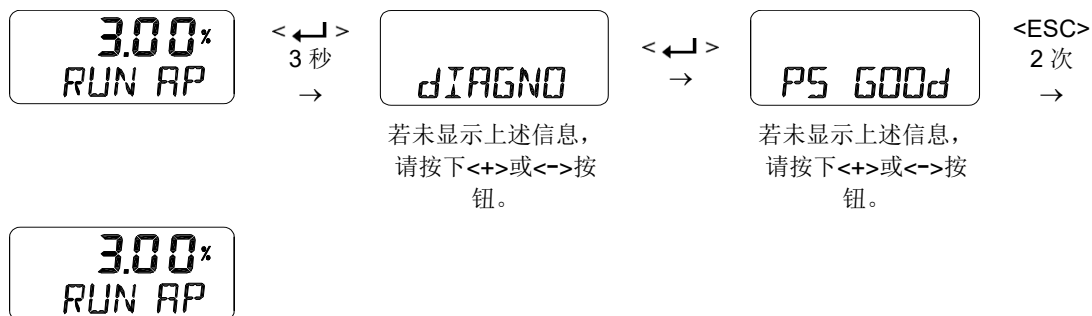 3.00%
RUN AP
< ↵ >
3 秒
→
dIAGNO
若未显示上述信息，
请按下<+>或<->按
钮。
< ↵ >
→
PS GOOd
若未显示上述信息，
请按下<+>或<->按
钮。
<ESC>
2 次
→
3.00%
RUN AP